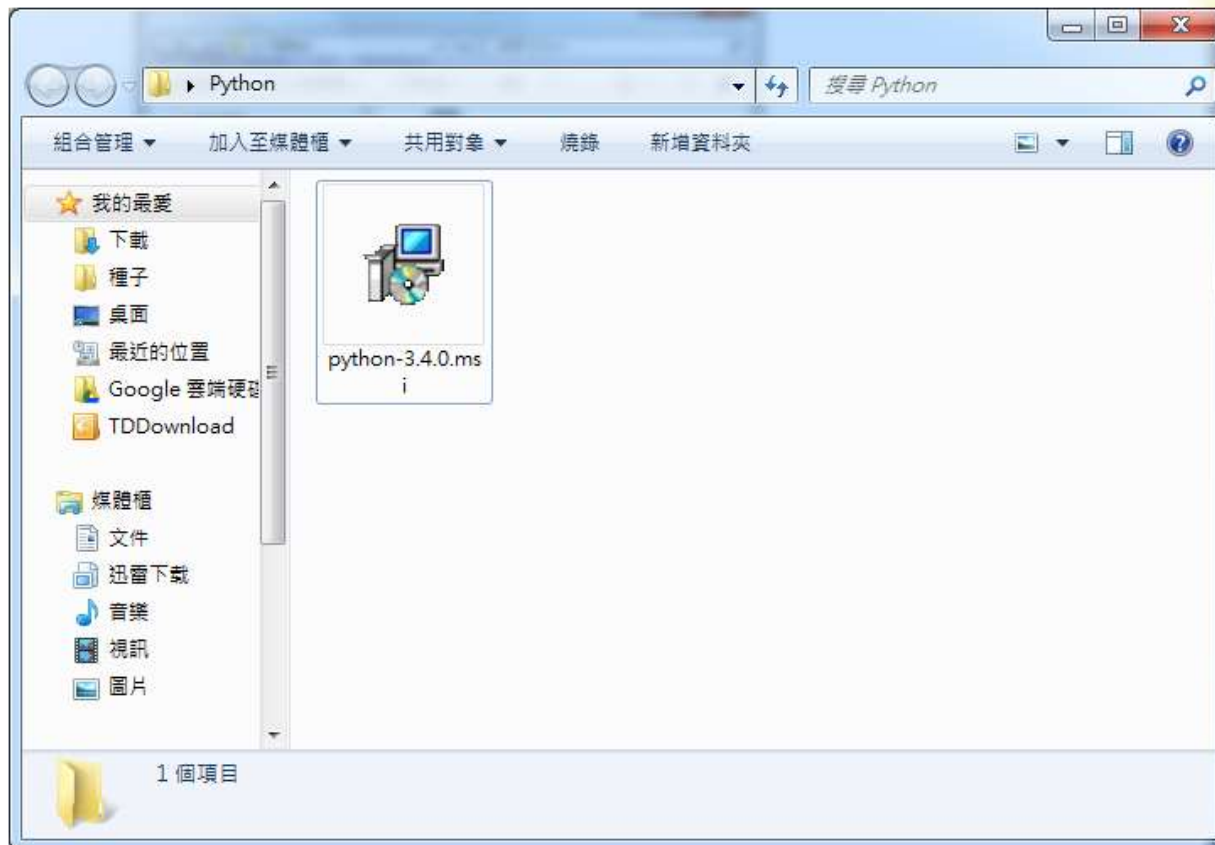 Python
搜尋 Python
組合管理 加入至媒體櫃 共用對象 燒錄 新增資料夾
我的最愛
下載
種子
桌面
最近的位置
Google 雲端硬碟
TDDownload
媒體櫃
文件
迅雷下載
音樂
視訊
圖片
python-3.4.0.ms
i
1 個項目